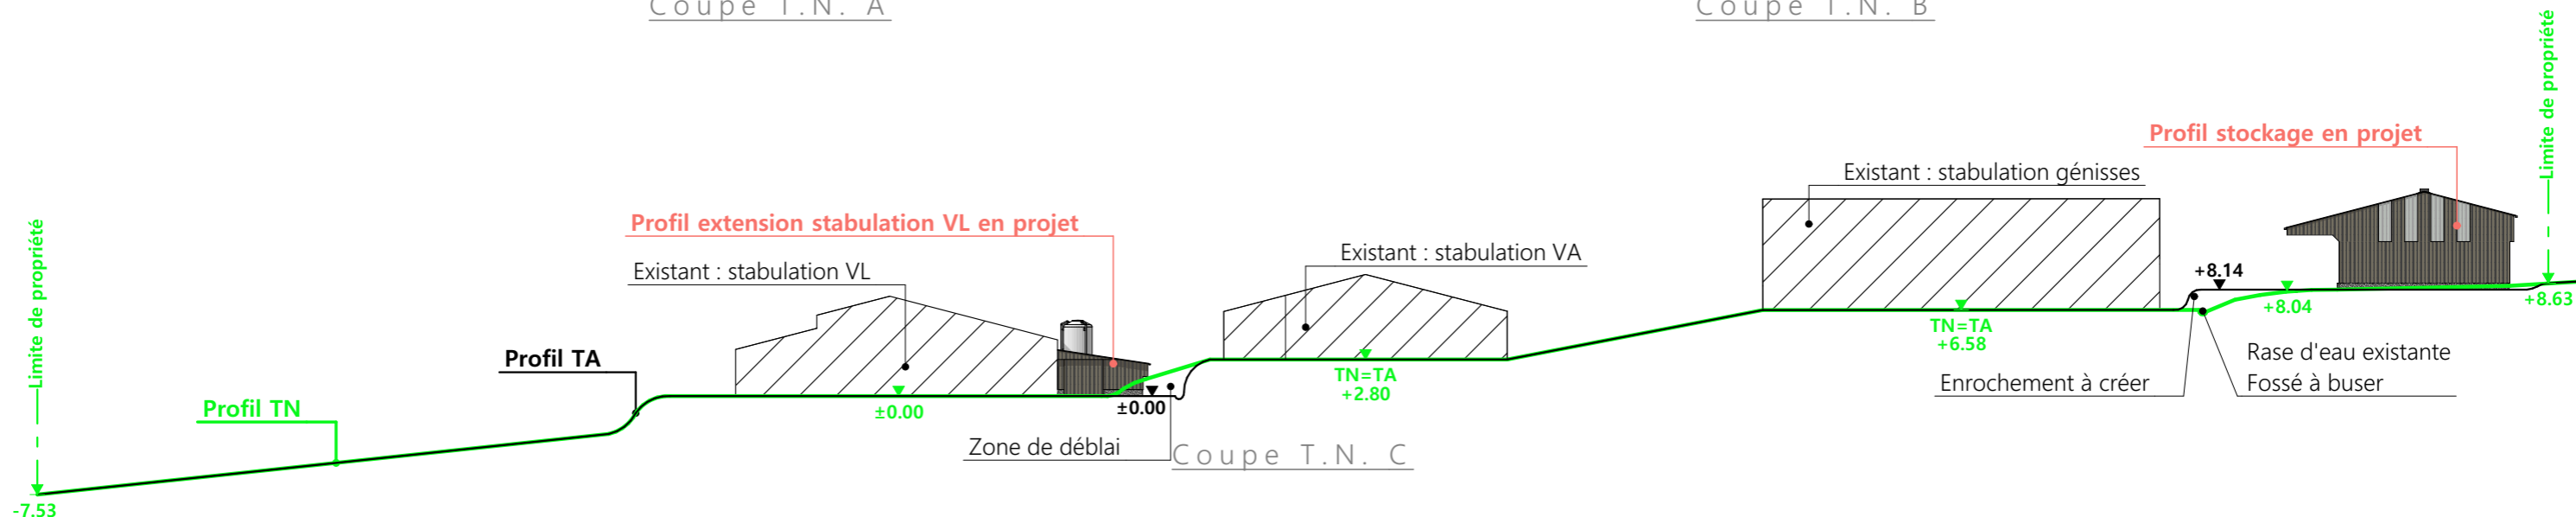 Coupe T.N. A
Coupe T.N. B
Limite de propriété
Profil stockage en projet
Existant : stabulation génisses
Profil extension stabulation VL en projet
Existant : stabulation VA
Existant : stabulation VL
Limite de propriété
+8.14
+8.04
+8.63
TN=TA
+6.58
Profil TA
Rase d'eau existante
Fossé à buser
Enrochement à créer
TN=TA
+2.80
Profil TN
±0.00
±0.00
Zone de déblai
Coupe T.N. C
-7.53